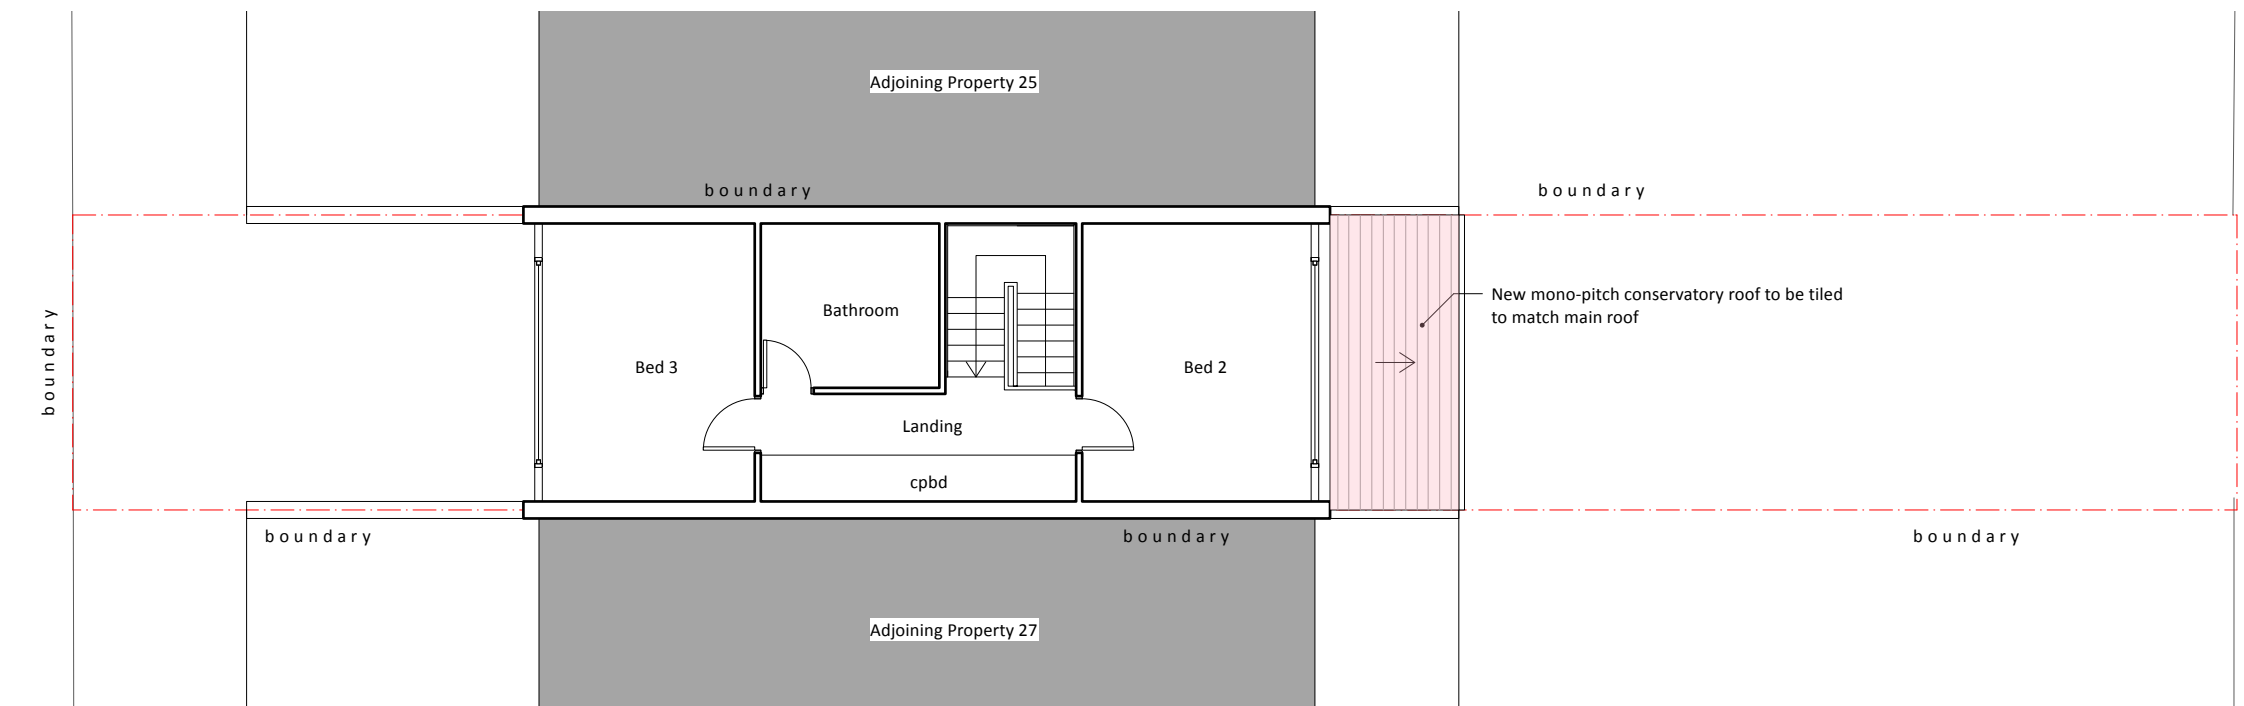 Adjoining Property 25
boundary
boundary
New mono-pitch conservatory roof to be tiled
to match main roof
Bathroom
boundary
Bed 3
Bed 2
Landing
cpbd
boundary
boundary
boundary
Adjoining Property 27